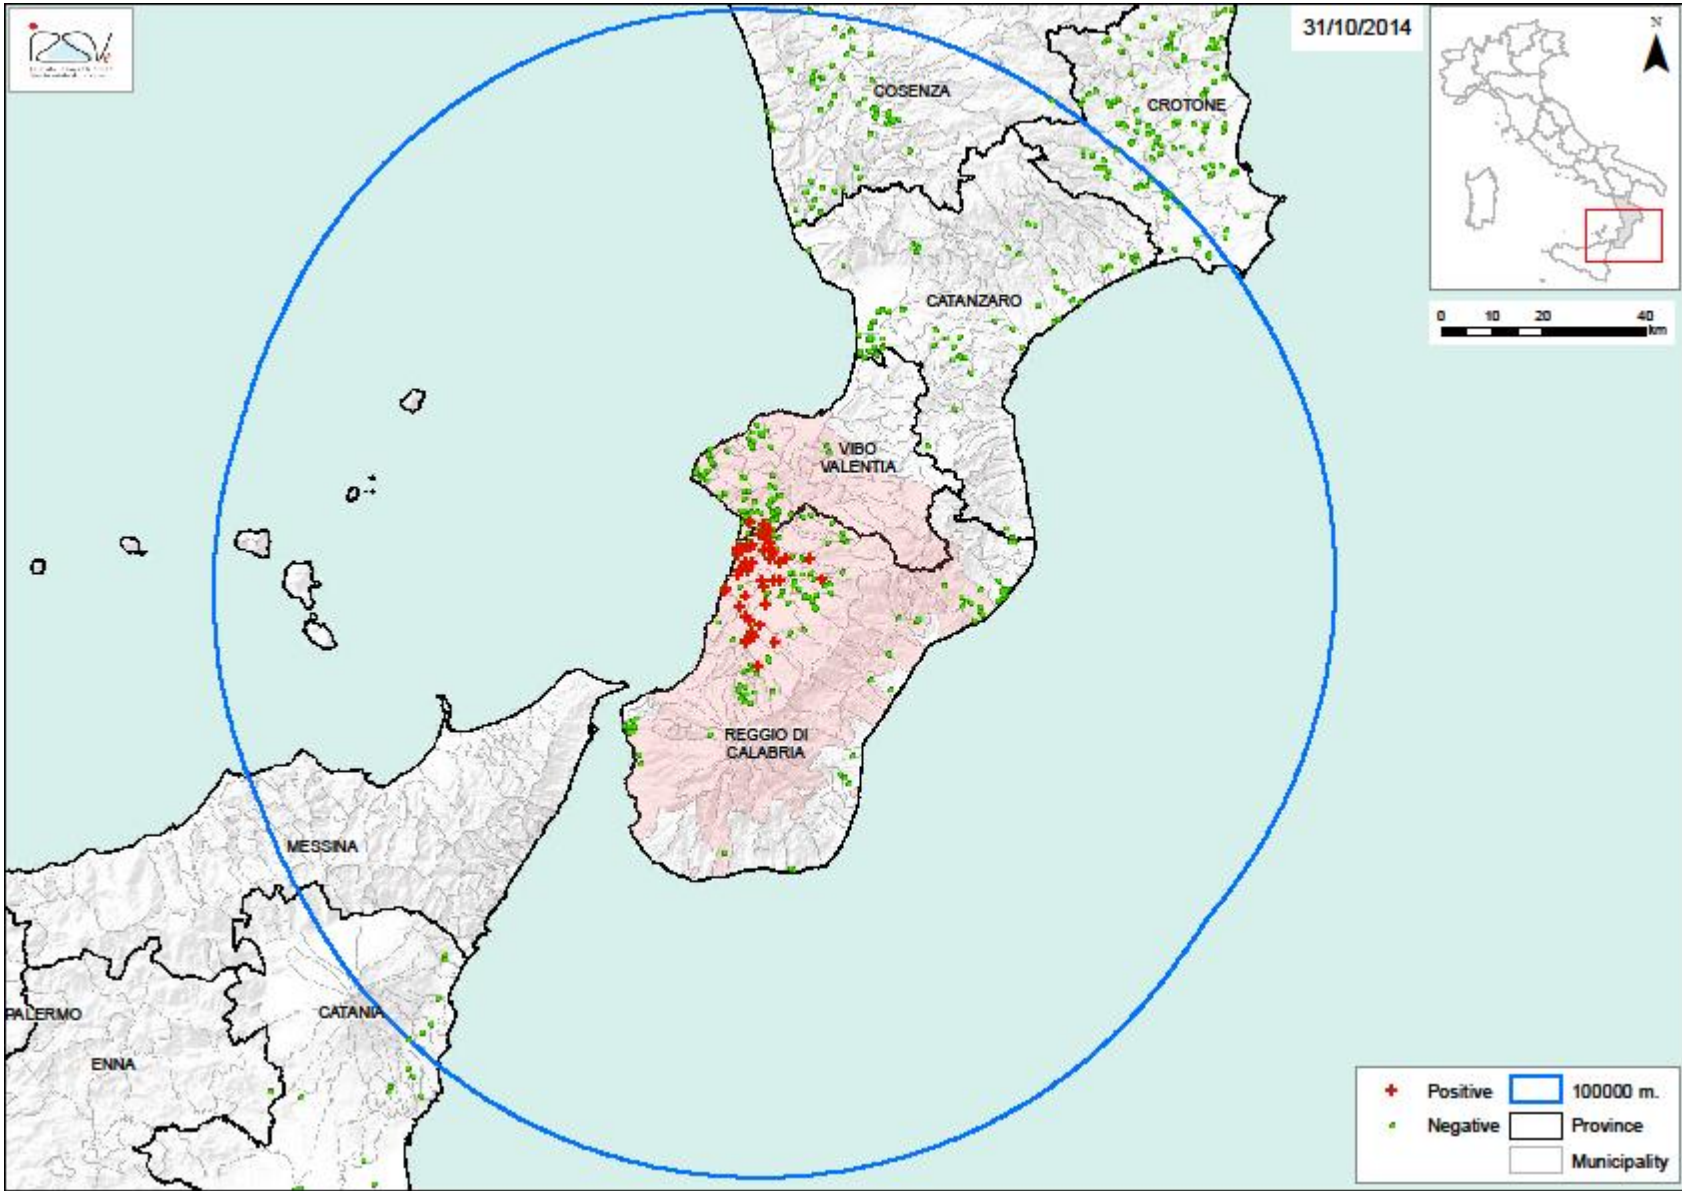 31/10/2014
N
COSENZA
CROTONE
CATANZARO
0 10 20 40
km
VIBO
VALENTIA
REGGIO DI
CALABRIA
MESSINA
PALERMO
CATANIA
ENNA
Positive
100000 m.
Negative
Province
Municipality